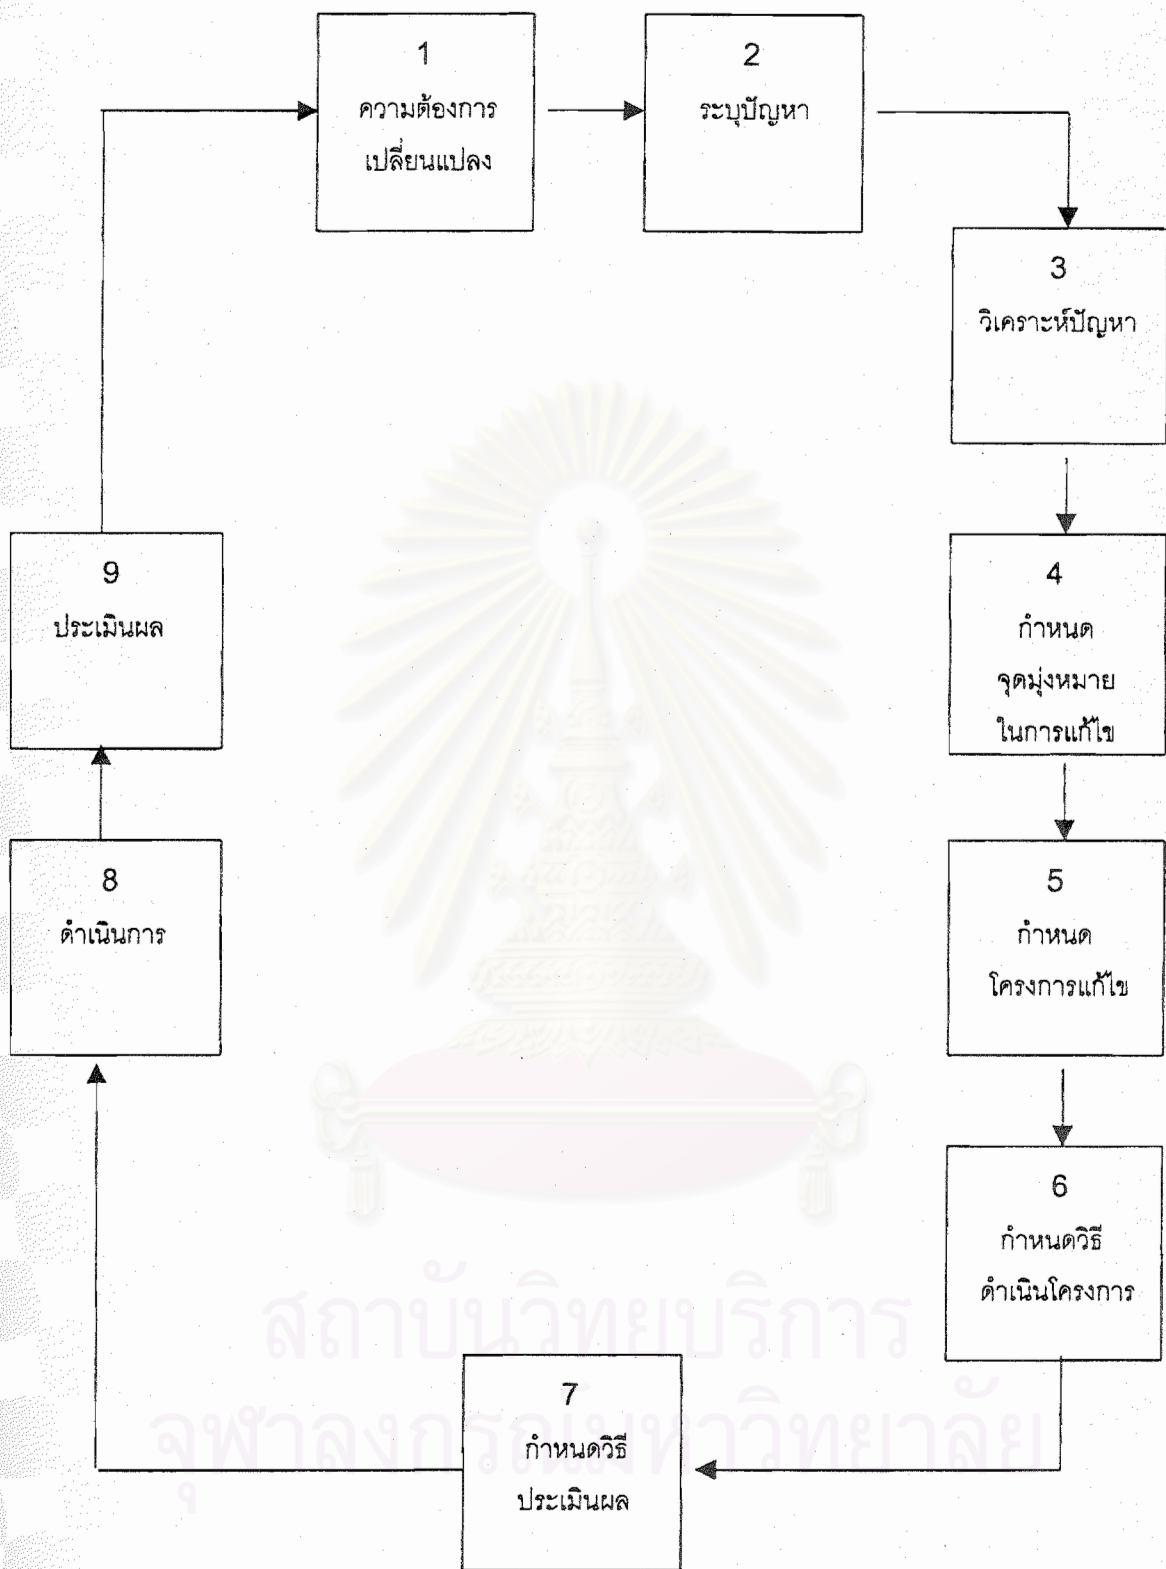 1
ความต้องการ
เปลี่ยนแปลง
2
ระบุปัญหา
3
วิเคราะห์ปัญหา
4
กำหนด
จุดมุ่งหมาย
ในการแก้ไข
5
กำหนด
โครงการแก้ไข
6
กำหนดวิธี
ดำเนินโครงการ
7
กำหนดวิธี
ประเมินผล
8
ดำเนินการ
9
ประเมินผล
สถาบันวิทยบริการ
จุฬาลงกรณ์มหาวิทยาลัย